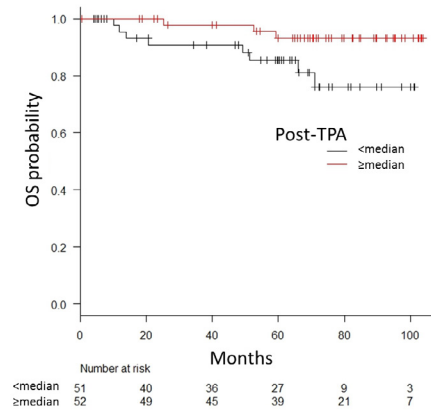 OS probability
1.0
0.8
0.6
0.4
0.2
0.0
Post-TPA
<median
≥median
0 20 40 60 80 100
Months
Number at risk
<median 51 40 36 27 9 3
≥median 52 49 45 39 21 7